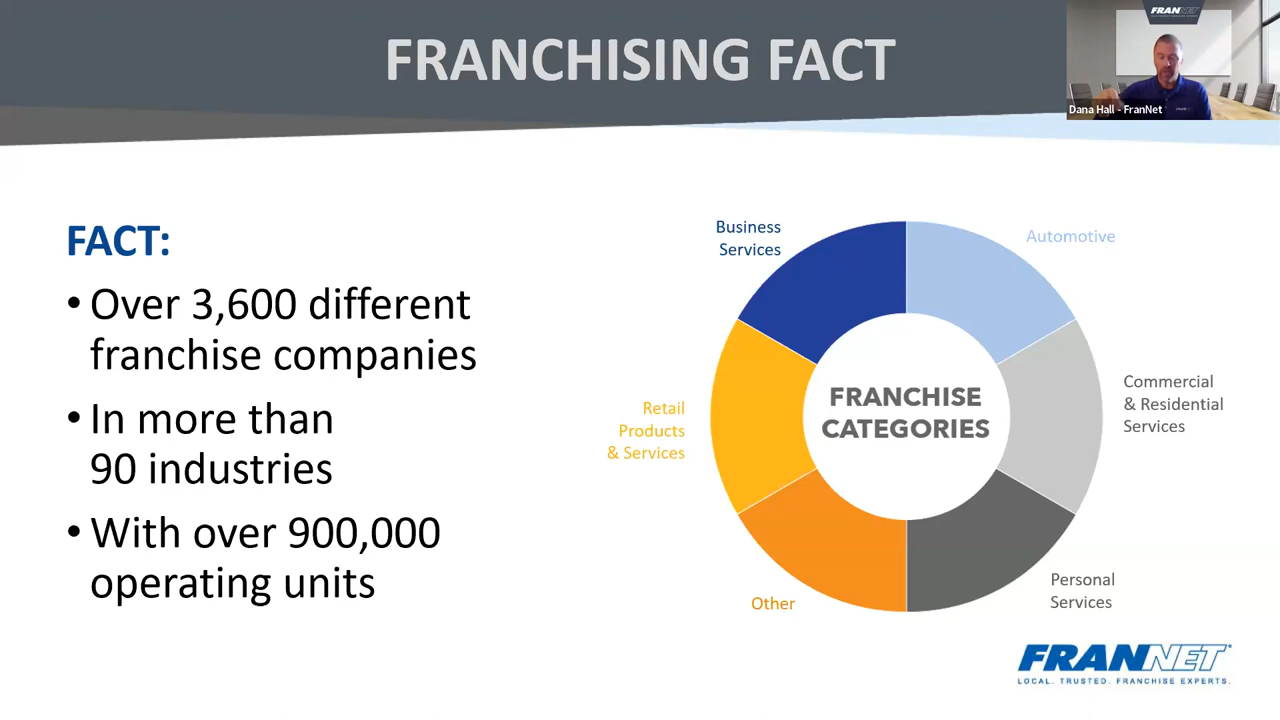 FRANCHISING FACT
FRANNET
Dana Hall - FranNet
FACT:
• Over 3,600 different
franchise companies
• In more than
90 industries
• With over 900,000
operating units
Business
Services
Automotive
Retail
Products
& Services
FRANCHISE
CATEGORIES
Commercial
& Residential
Services
Other
Personal
Services
FRANNET
LOCAL. TRUSTED. FRANCHISE EXPERTS.